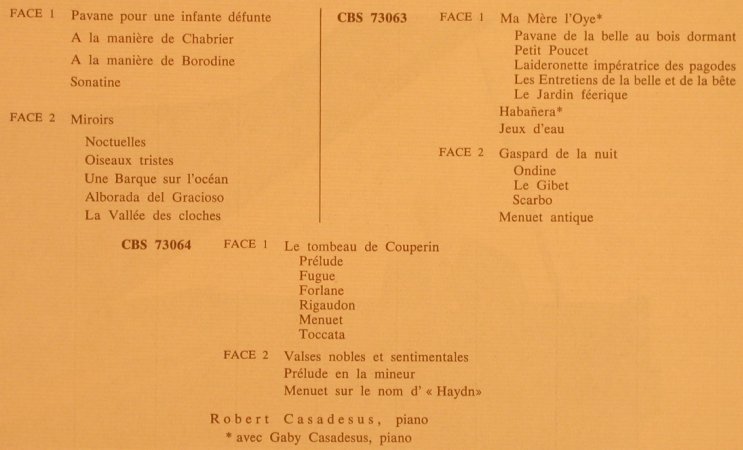 FACE 1 Pavane pour une infante défunte
A la manière de Chabrier
A la manière de Borodine
Sonatine
FACE 2 Miroirs
Noctuelles
Oiseaux tristes
Une Barque sur l'océan
Alborada del Gracioso
La Vallée des cloches
CBS 73063 FACE 1 Ma Mère l'Oye*
Pavane de la belle au bois dormant
Petit Poucet
Laideronette impératrice des pagodes
Les Entretiens de la belle et de la bête
Le Jardin féerique
Habañera*
Jeux d'eau
FACE 2 Gaspard de la nuit
Ondine
Le Gibet
Scarbo
Menuet antique
CBS 73064 FACE 1 Le tombeau de Couperin
Prélude
Fugue
Forlane
Rigaudon
Menuet
Toccata
FACE 2 Valses nobles et sentimentales
Prélude en la mineur
Menuet sur le nom d' « Haydn»
Robert Casadesus, piano
* avec Gaby Casadesus, piano